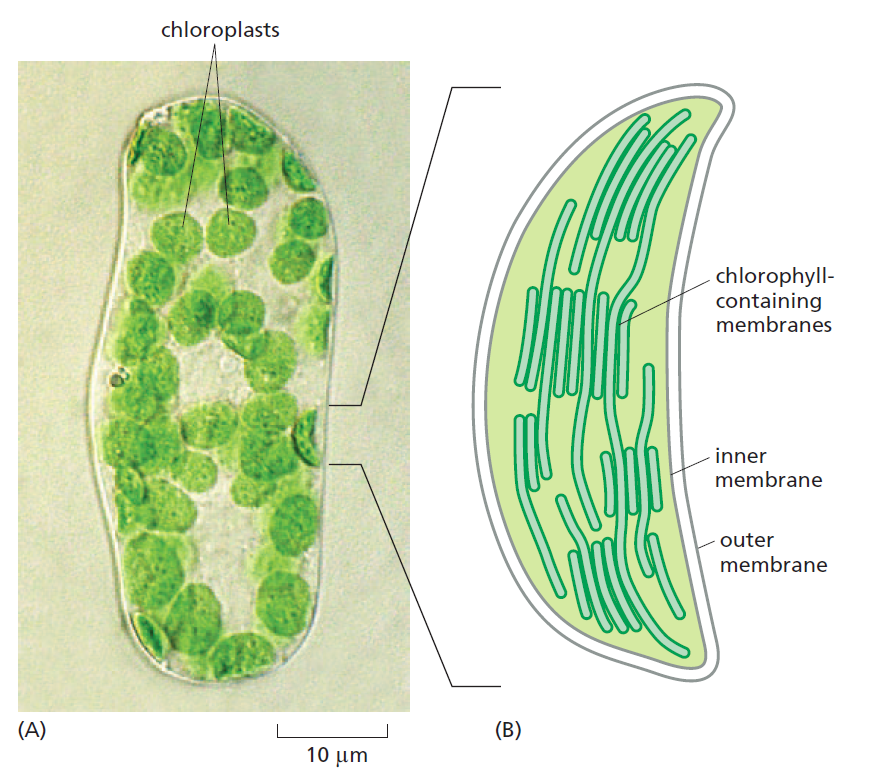 chloroplasts
chlorophyll-
containing
membranes
inner
membrane
outer
membrane
(A)
10 μm
(B)